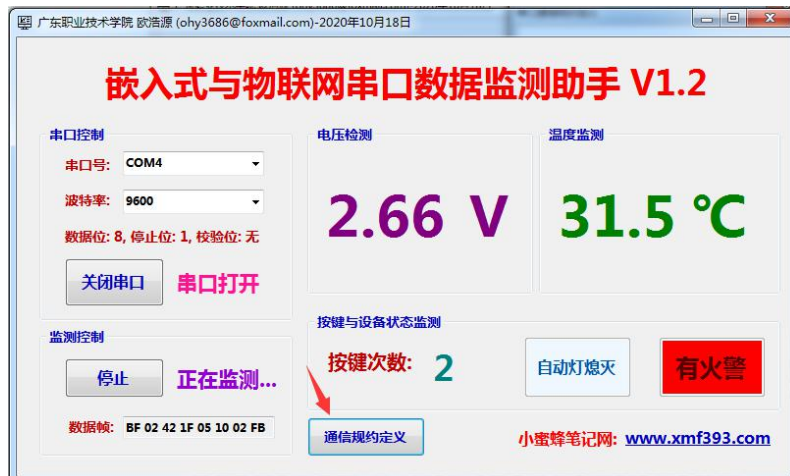 广东职业技术学院 欧浩源 (ohy3686@foxmail.com)-2020年10月18日
嵌入式与物联网串口数据监测助手 V1.2
串口控制
串口号: COM4
波特率: 9600
数据位: 8, 停止位: 1, 校验位: 无
关闭串口 串口打开
电压检测
2.66 V
温度监测
31.5 ℃
监测控制
停止 正在监测...
数据帧: BF 02 42 1F 05 10 02 FB
按键与设备状态监测
按键次数: 2
自动灯熄灭
有火警
通信规约定义
小蜜蜂笔记网: www.xmf393.com